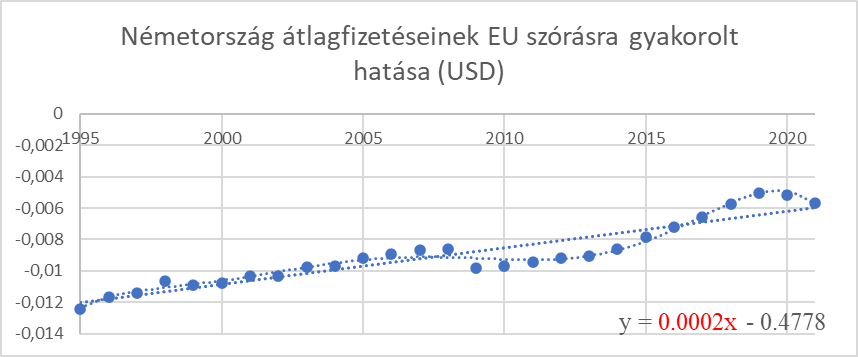 Németország átlagfizetéseinek EU szórásra gyakorolt
hatása (USD)
0
1995 2000 2005 2010 2015 2020
-0,002
-0,004
-0,006
-0,008
-0,01
-0,012
-0,014
y = 0.0002x - 0.4778